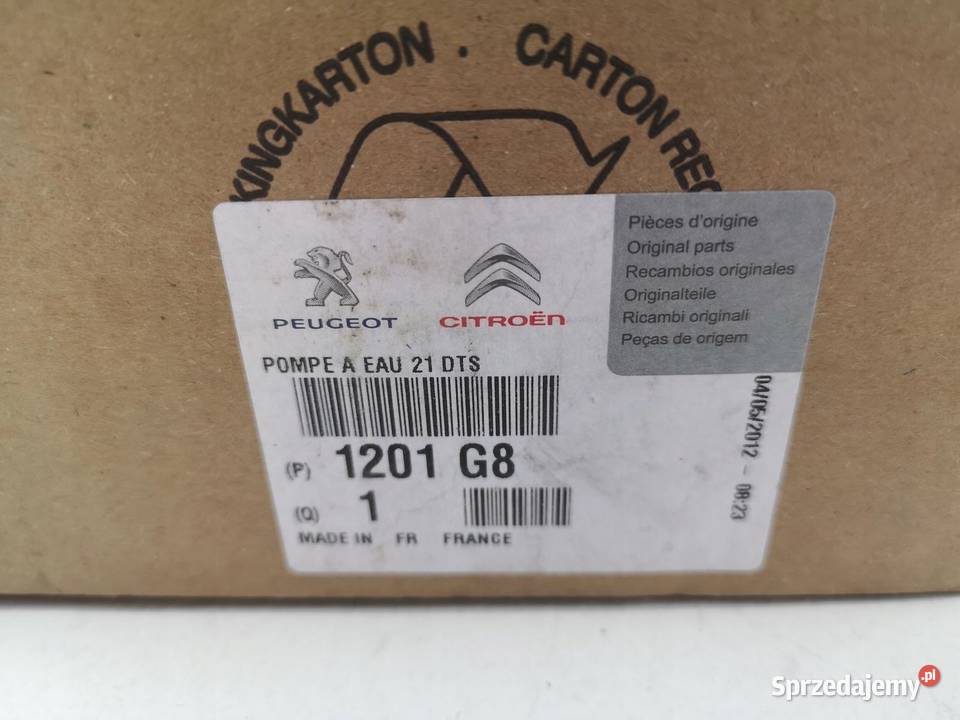 KINGKARTON . CARTON REC
PEUGEOT
CITROËN
Pièces d'origine
Original parts
Recambios originales
Originalteile
Ricambi originali
Peças de origem
POMPE A EAU 21 DTS
(P) 1201 G8
(Q) 1
MADE IN FR FRANCE
04/05/2012 - 08:23
Sprzedajemy.pl